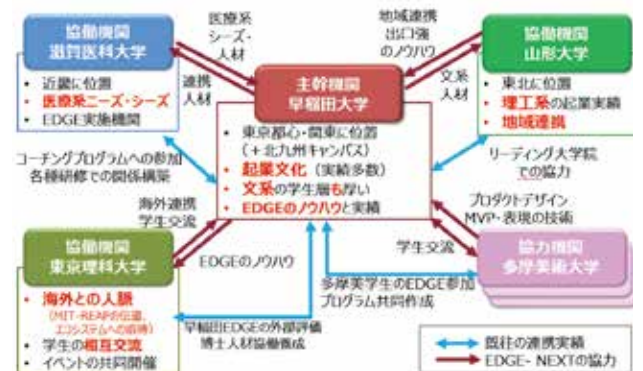 協働機関
滋賀医科大学
・ 近畿に位置
・ 医療系ニーズ・シーズ
・ EDGE実施機関
医療系
シーズ・
人材
連携
人材
主幹機関
早稲田大学
・ 東京都心・関東に位置
(+北九州キャンパス)
・ 起業文化（実績多数）
・ 文系の学生層も厚い
・ EDGEのノウハウと実績
地域連携
出口強
のノウハウ
文系
人材
協働機関
山形大学
・ 東北に位置
・ 理工系の起業実績
・ 地域連携
コーチングプログラムへの参加
各種研修での関係構築
リーディング大学院
での協力
海外連携
学生交流
プロダクトデザイン
MVP・表現の技術
協働機関
東京理科大学
・ 海外との人脈
(MIT-REAPの伝道、
エコシステムへの招待)
・ 学生の相互交流
・ イベントの共同開催
EDGEのノウハウ
学生交流
協力機関
多摩美術大学
多摩美学生のEDGE参加
プログラム共同作成
早稲田EDGEの外部評価
博士人材協働養成
既往の連携実績
EDGE- NEXTの協力